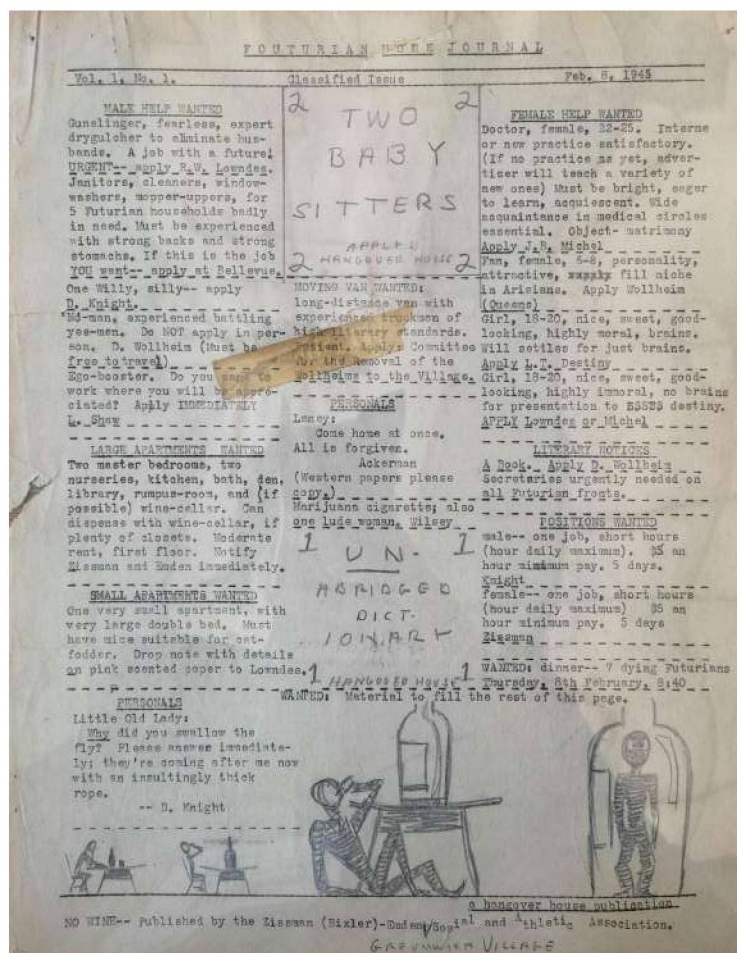 FOUTURIAN HOME JOURNAL
Vol. 1, No. 1.
Classified Issue
Feb. 8, 1945
MALE HELP WANTED
Gunslinger, fearless, expert
drygulcher to eliminate hus-
bands. A job with a future!
URGENT-- apply R.W. Lowndes.
Janitors, cleaners, window-
washers, mopper-uppers, for
5 Futurian households badly
in need. Must be experienced
with strong backs and strong
stomachs. If this is the job
YOU want-- apply at Bellevue.
One Willy, silly-- apply
D. Knight.
No-man, experienced battling
yes-men. Do NOT apply in per-
son. D. Wollheim (Must be
free to travel)
Ego-booster. Do you want to
work where you will be appre-
ciated? Apply IMMEDIATELY
L. Shaw
LARGE APARTMENTS WANTED
Two master bedrooms, two
nurseries, kitchen, bath, den,
library, rumpus-room, and (if
possible) wine-cellar. Can
dispense with wine-cellar, if
plenty of closets. Moderate
rent, first floor. Notify
Zissman and Emden immediately.
SMALL APARTMENTS WANTED
One very small apartment, with
very large double bed. Must
have mice suitable for cat-
fodder. Drop note with details
on pink scented paper to Lowndes.
PERSONALS
Little Old Lady:
Why did you swallow the
fly? Please answer immediate-
ly; they're coming after me now
with an insultingly thick
rope.
-- D. Knight
2 2
TWO
BABY
SITTERS
APPLY
2 HANGOVER HOUSE 2
MOVING VAN WANTED:
long-distance van with
experienced truckmen of
high literary standards.
Patient. Apply: Committee
for the Removal of the
Wollheims to the Village.
PERSONALS
Laney:
Come home at once.
All is forgiven.
Ackerman
(Western papers please
copy.)
Marijuana cigarette; also
one lude woman. Wilsey
1 1
UN-
ABRIDGED
DICT-
IONARY
1 HANGOVER HOUSE 1
WANTED: Material to fill the rest of this page.
FEMALE HELP WANTED
Doctor, female, 22-25. Interne
or new practice satisfactory.
(If no practice as yet, adver-
tiser will teach a variety of
new ones) Must be bright, eager
to learn, acquiescent. Wide
acquaintance in medical circles
essential. Object- matrimony
Apply J.B. Michel
Fan, female, 5-8, personality,
attractive, fill niche
in Arisians. Apply Wollheim
(Queens)
Girl, 18-20, nice, sweet, good-
looking, highly moral, brains.
Will settle for just brains.
Apply L.T. Destiny
Girl, 18-20, nice, sweet, good-
looking, highly immoral, no brains
for presentation to destiny.
APPLY Lowndes or Michel
LITERARY NOTICES
A Book. Apply D. Wollheim
Secretaries urgently needed on
all Futurian fronts.
POSITIONS WANTED
male-- one job, short hours
(hour daily maximum). $5 an
hour minimum pay. 5 days.
Knight
female-- one job, short hours
(hour daily maximum) $5 an
hour minimum pay. 5 days
Zissman
WANTED: dinner-- 7 dying Futurians
Thursday, 8th February, 8:40
a hangover house publication
NO WINE-- Published by the Zissman (Bixler)-Emden/Social and Athletic Association.
GREENWICH VILLAGE